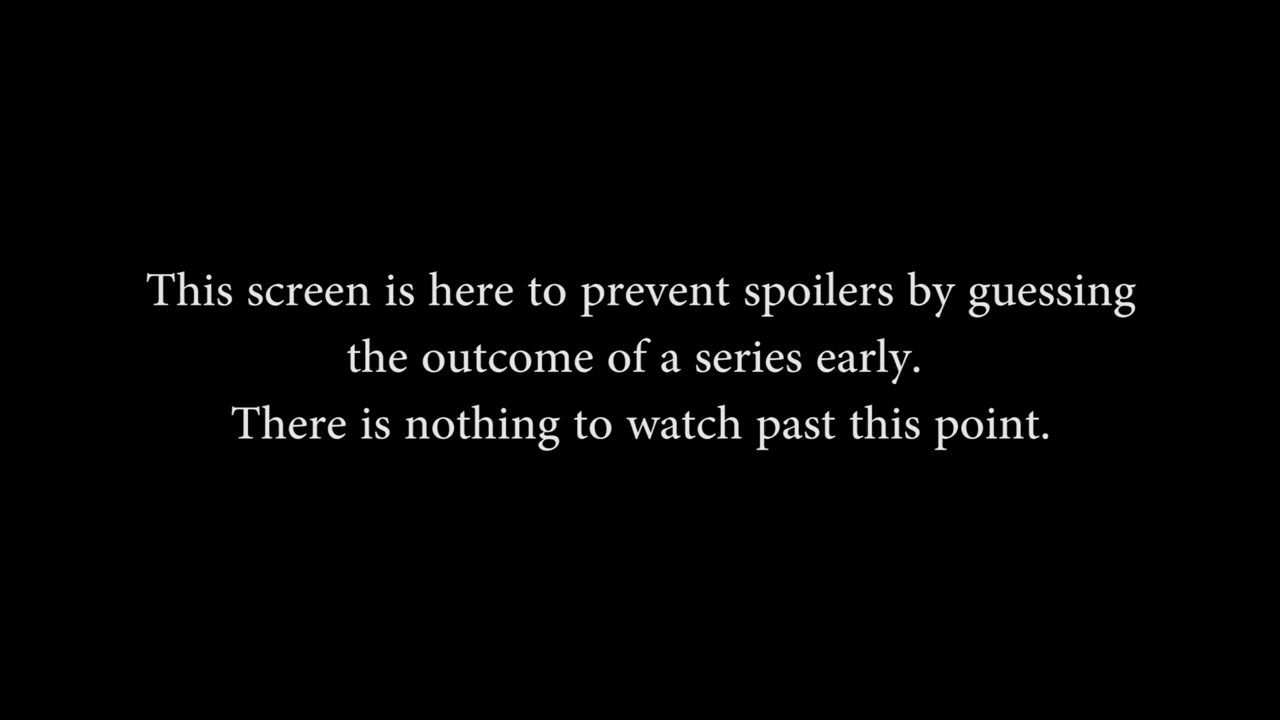 This screen is here to prevent spoilers by guessing
the outcome of a series early.
There is nothing to watch past this point.